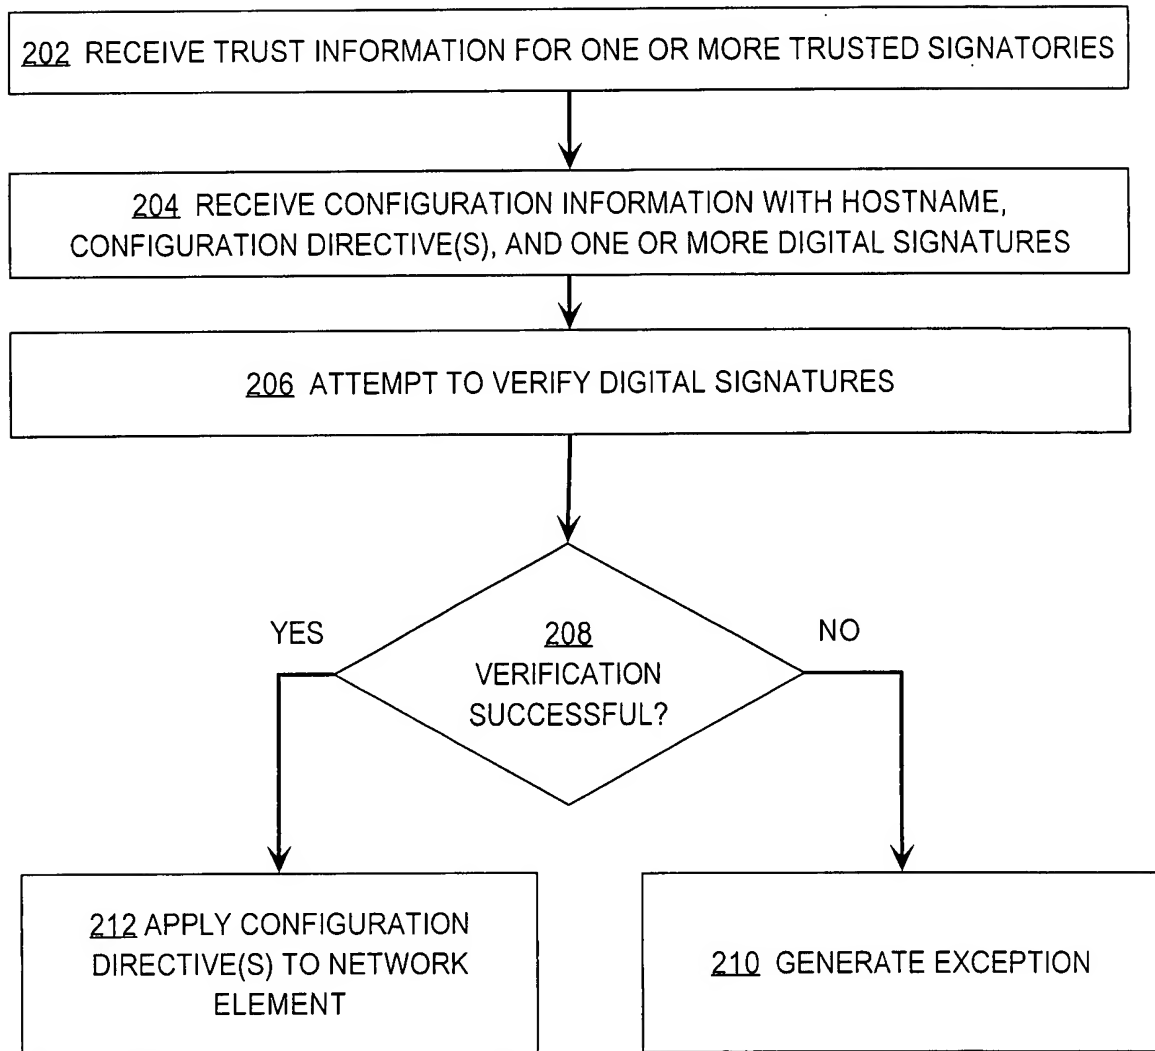 202 RECEIVE TRUST INFORMATION FOR ONE OR MORE TRUSTED SIGNATORIES
204 RECEIVE CONFIGURATION INFORMATION WITH HOSTNAME,
CONFIGURATION DIRECTIVE(S), AND ONE OR MORE DIGITAL SIGNATURES
206 ATTEMPT TO VERIFY DIGITAL SIGNATURES
YES
208
VERIFICATION
SUCCESSFUL?
NO
212 APPLY CONFIGURATION
DIRECTIVE(S) TO NETWORK
ELEMENT
210 GENERATE EXCEPTION